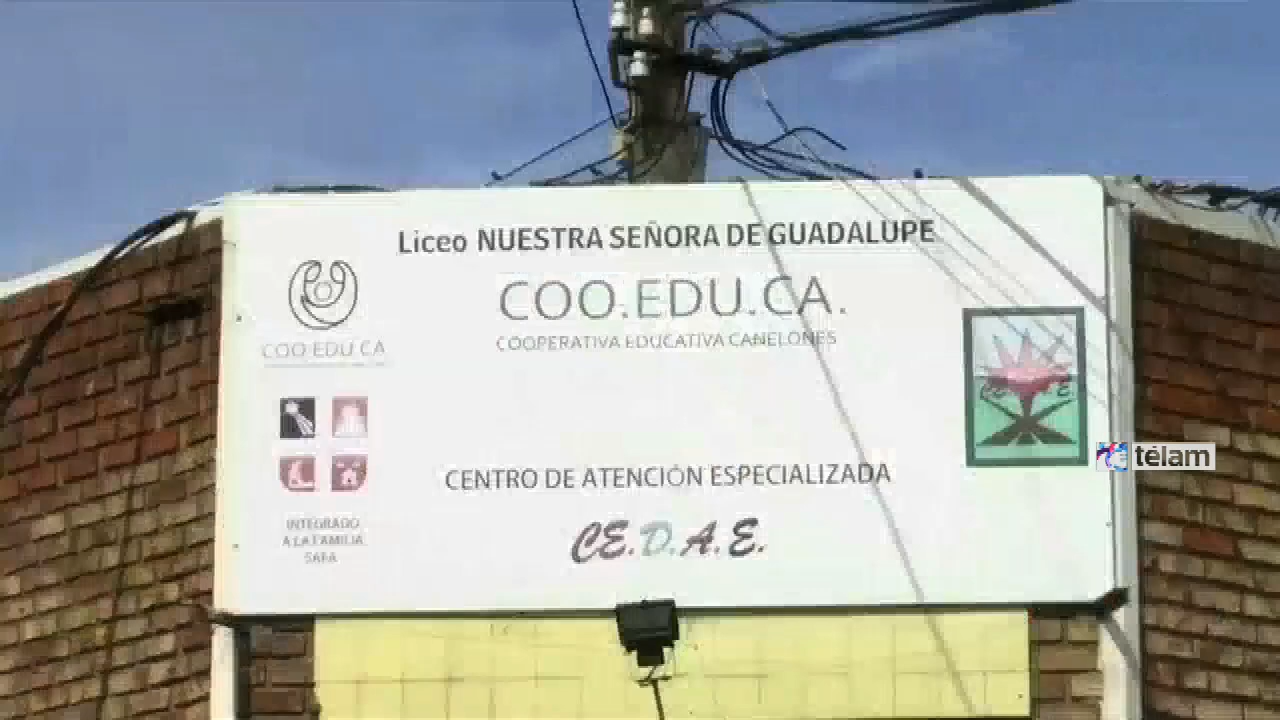 Liceo NUESTRA SEÑORA DE GUADALUPE
COO.EDU.CA.
COOPERATIVA EDUCATIVA CANELONES
COO.EDU.CA
INTEGRADO
A LA FAMILIA
SAFA
CENTRO DE ATENCIÓN ESPECIALIZADA
CE.D.A.E.
télam